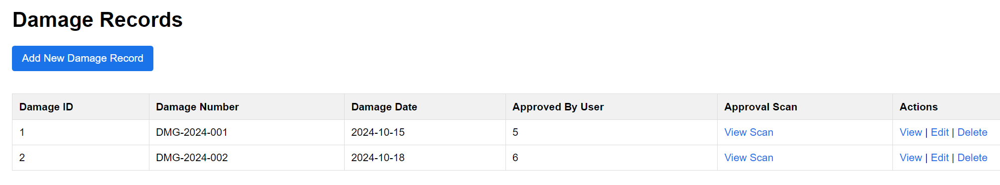 Damage Records
Add New Damage Record
Damage ID Damage Number Damage Date Approved By User Approval Scan Actions
1 DMG-2024-001 2024-10-15 5 View Scan View | Edit | Delete
2 DMG-2024-002 2024-10-18 6 View Scan View | Edit | Delete